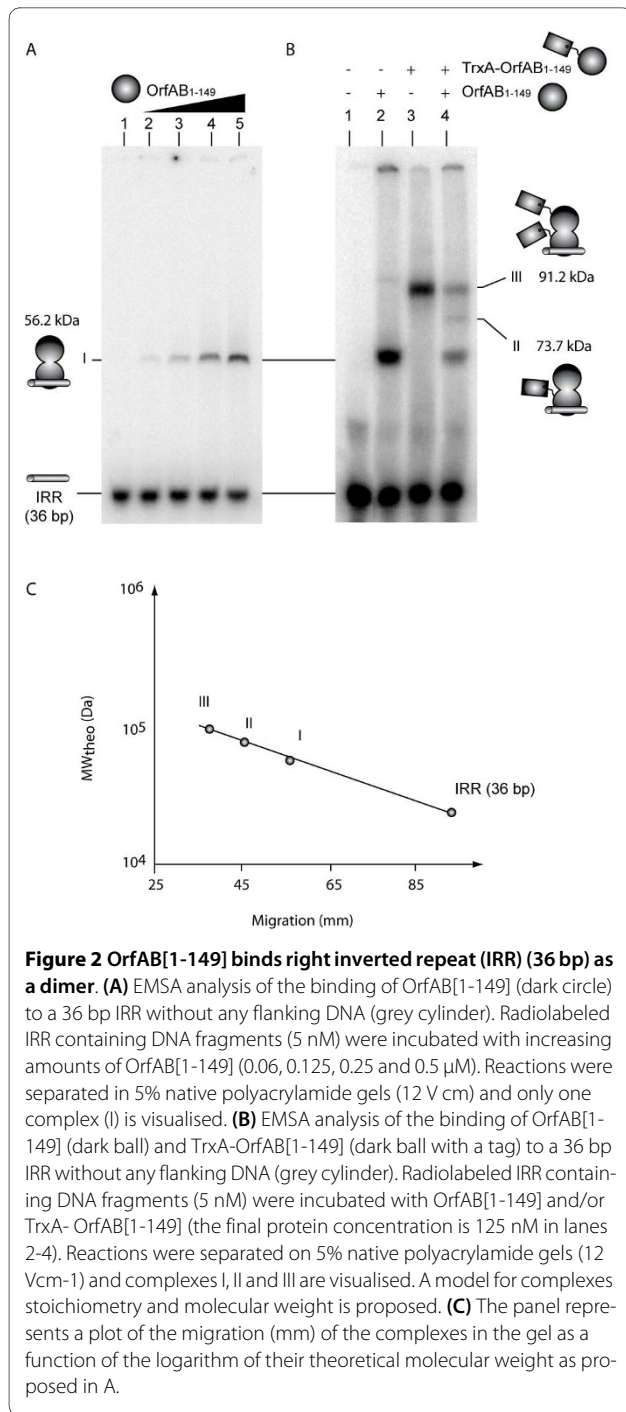 A
B
OrfAB1-149
1 2 3 4 5
- - + + TrxA-OrfAB1-149
- + - + OrfAB1-149
1 2 3 4
56.2 kDa
I
IRR
(36 bp)
III 91.2 kDa
II 73.7 kDa
C
10^6
10^5
10^4
MWtheo (Da)
III
II
I
IRR (36 bp)
25 45 65 85
Migration (mm)
Figure 2 OrfAB[1-149] binds right inverted repeat (IRR) (36 bp) as
a dimer. (A) EMSA analysis of the binding of OrfAB[1-149] (dark circle)
to a 36 bp IRR without any flanking DNA (grey cylinder). Radiolabeled
IRR containing DNA fragments (5 nM) were incubated with increasing
amounts of OrfAB[1-149] (0.06, 0.125, 0.25 and 0.5 μM). Reactions were
separated in 5% native polyacrylamide gels (12 V cm) and only one
complex (I) is visualised. (B) EMSA analysis of the binding of OrfAB[1-
149] (dark ball) and TrxA-OrfAB[1-149] (dark ball with a tag) to a 36 bp
IRR without any flanking DNA (grey cylinder). Radiolabeled IRR contain-
ing DNA fragments (5 nM) were incubated with OrfAB[1-149] and/or
TrxA- OrfAB[1-149] (the final protein concentration is 125 nM in lanes
2-4). Reactions were separated on 5% native polyacrylamide gels (12
Vcm-1) and complexes I, II and III are visualised. A model for complexes
stoichiometry and molecular weight is proposed. (C) The panel repre-
sents a plot of the migration (mm) of the complexes in the gel as a
function of the logarithm of their theoretical molecular weight as pro-
posed in A.